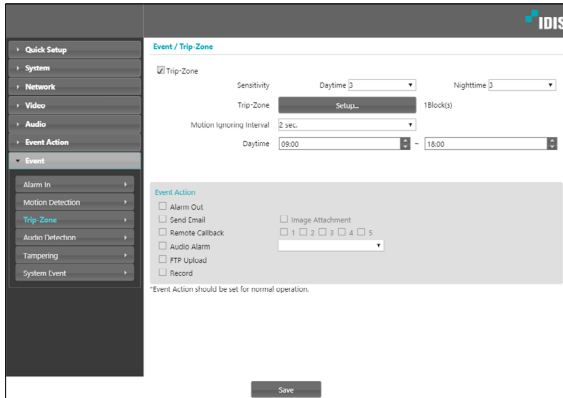 IDIS
Quick Setup
System
Network
Video
Audio
Event Action
Event
Alarm In
Motion Detection
Trip-Zone
Audio Detection
Tampering
System Event
Event / Trip-Zone
Trip-Zone
Sensitivity Daytime 3 Nighttime 3
Trip-Zone Setup... 1Block(s)
Motion Ignoring Interval 2 sec.
Daytime 09:00 ~ 18:00
Event Action
Alarm Out
Send Email Image Attachment
Remote Callback 1 2 3 4 5
Audio Alarm
FTP Upload
Record
*Event Action should be set for normal operation.
Save